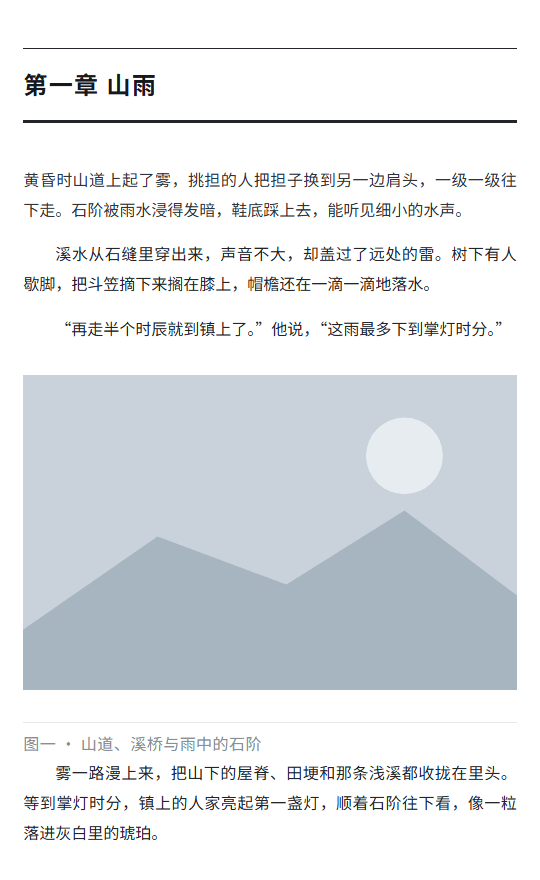 第一章 山雨
黄昏时山道上起了雾，挑担的人把担子换到另一边肩头，一级一级往
下走。石阶被雨水浸得发暗，鞋底踩上去，能听见细小的水声。
溪水从石缝里穿出来，声音不大，却盖过了远处的雷。树下有人
歇脚，把斗笠摘下来搁在膝上，帽檐还在一滴一滴地落水。
“再走半个时辰就到镇上了。”他说，“这雨最多下到掌灯时分。”
图一 · 山道、溪桥与雨中的石阶
雾一路漫上来，把山下的屋脊、田埂和那条浅溪都收拢在里头。
等到掌灯时分，镇上的人家亮起第一盏灯，顺着石阶往下看，像一粒
落进灰白里的琥珀。